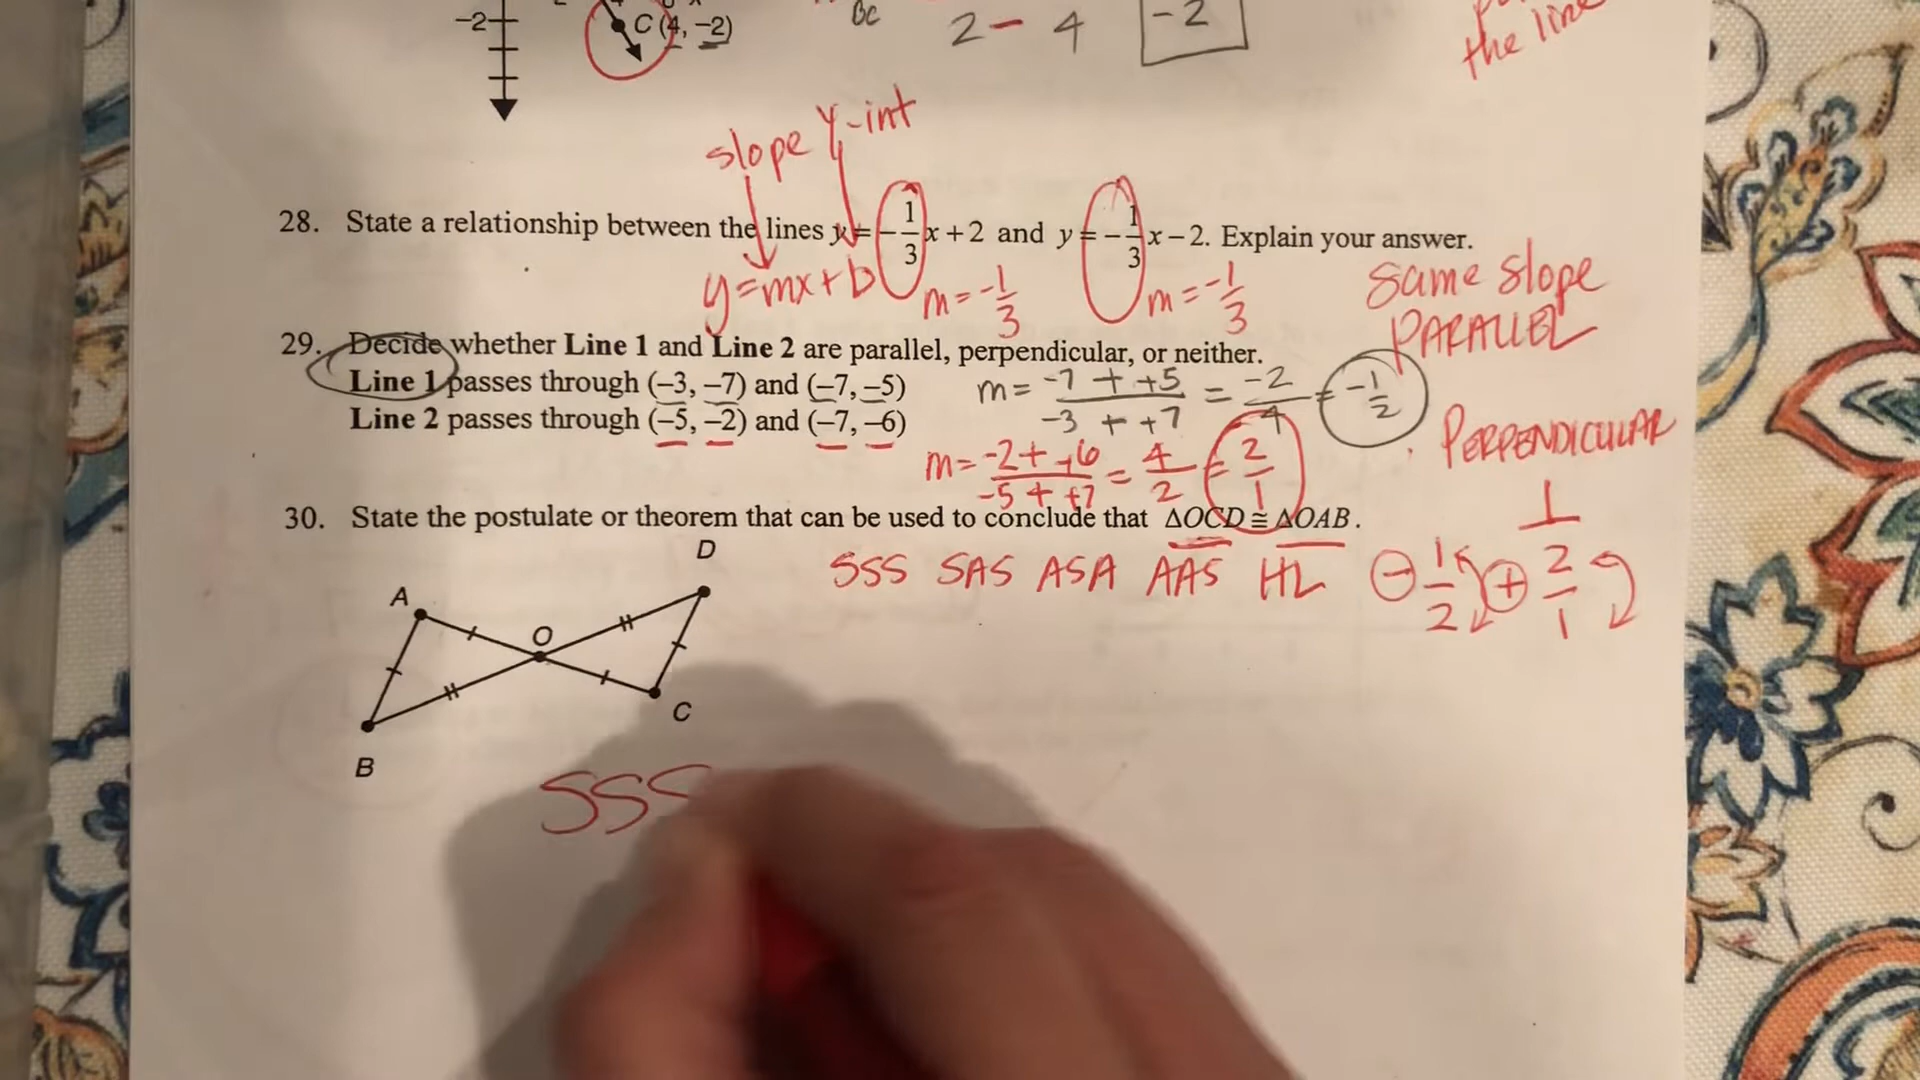 -2 C (4, -2) BC 2 - 4 -2
the line
slope Y-int
28. State a relationship between the lines y = -1/3 x + 2 and y = -1/3 x - 2. Explain your answer.
y=mx+b m=-1/3 m=-1/3 Same slope
PARALLEL
29. Decide whether Line 1 and Line 2 are parallel, perpendicular, or neither.
Line 1 passes through (-3, -7) and (-7, -5) m= -7 + +5 / -3 + +7 = -2/4 = -1/2
Line 2 passes through (-5, -2) and (-7, -6) PERPENDICULAR
m= -2 + +6 / -5 + +7 = 4/2 = 2/1
30. State the postulate or theorem that can be used to conclude that ΔOCD ≅ ΔOAB. ⊥
SSS SAS ASA AAS HL - 1/2 + 2/1
D
A
O
C
B
SSS